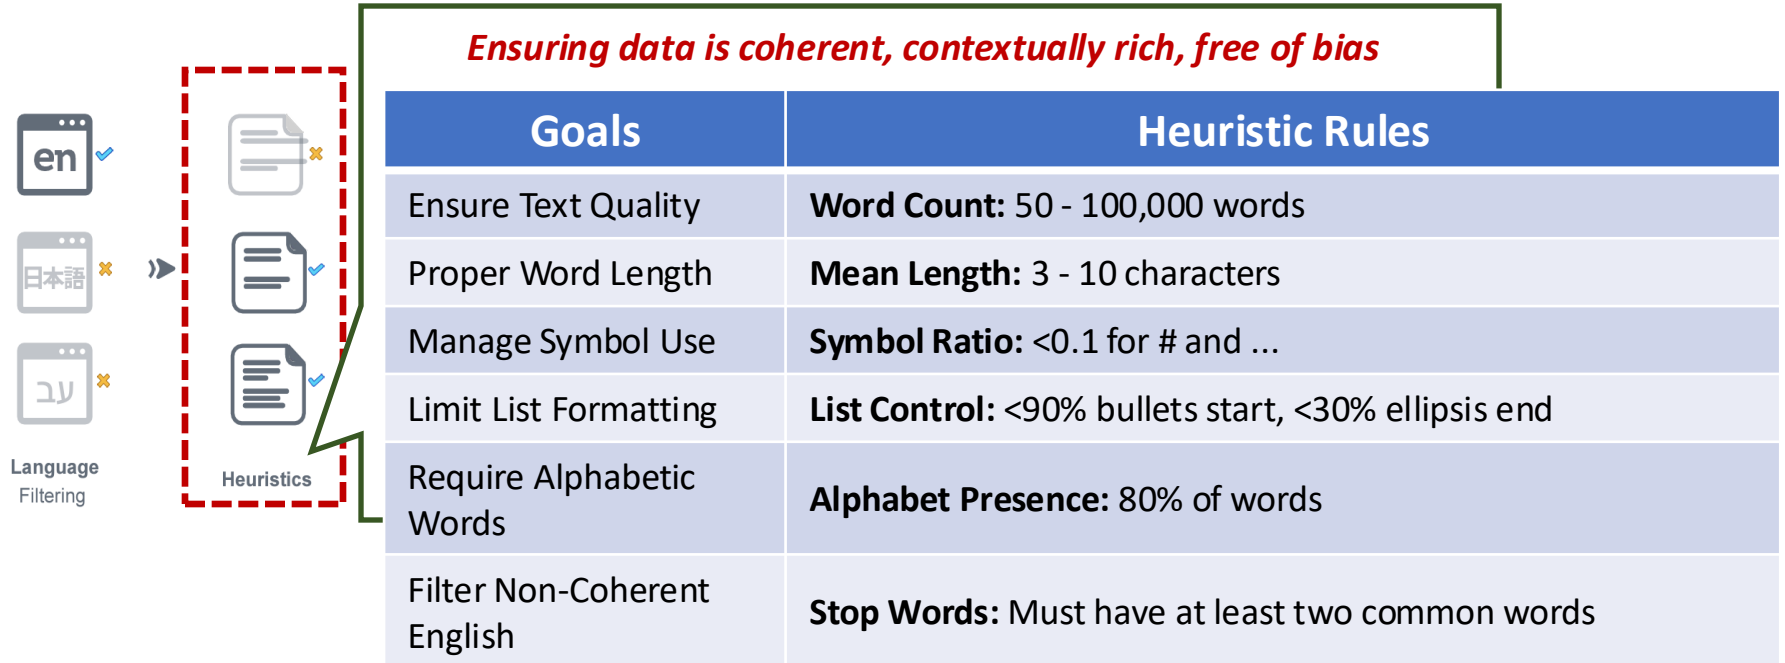 Ensuring data is coherent, contextually rich, free of bias
en
日本語
עב
Language
Filtering
Heuristics
Goals
Heuristic Rules
Ensure Text Quality
Word Count: 50 - 100,000 words
Proper Word Length
Mean Length: 3 - 10 characters
Manage Symbol Use
Symbol Ratio: <0.1 for # and ...
Limit List Formatting
List Control: <90% bullets start, <30% ellipsis end
Require Alphabetic
Words
Alphabet Presence: 80% of words
Filter Non-Coherent
English
Stop Words: Must have at least two common words